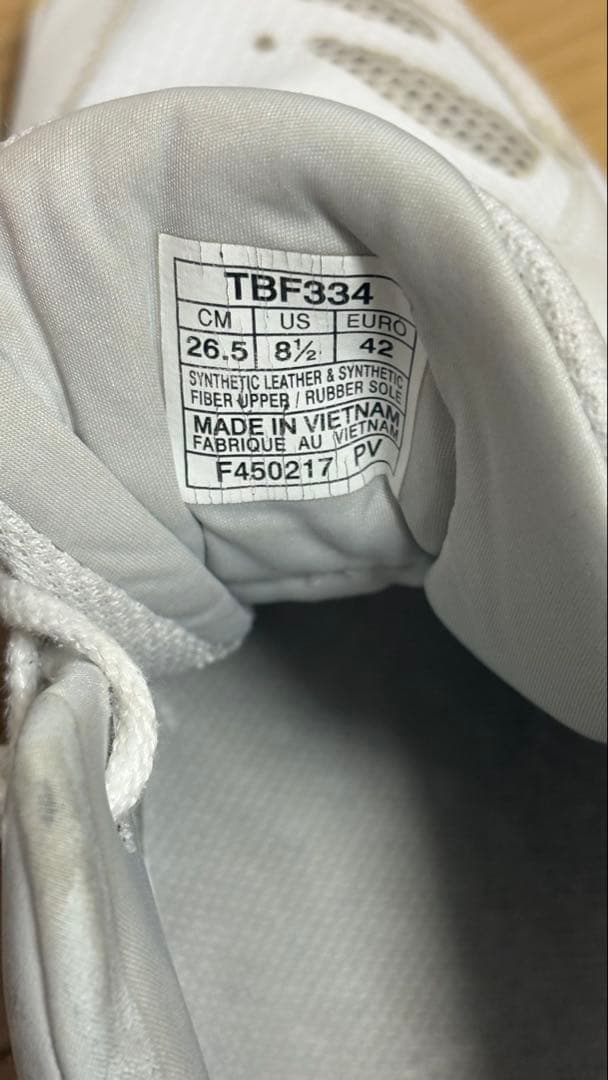 TBF334
CM US EURO
26.5 8½ 42
SYNTHETIC LEATHER & SYNTHETIC
FIBER UPPER / RUBBER SOLE
MADE IN VIETNAM
FABRIQUE AU VIETNAM
F450217 PV